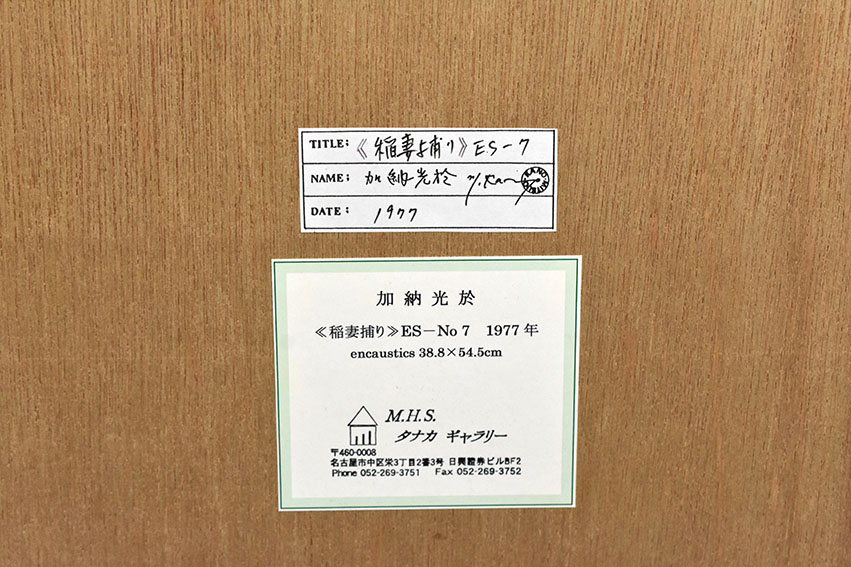 TITLE: 《稲妻捕り》 E.S-7
NAME: 加納光於
DATE: 1977
加納光於
≪稲妻捕り≫ES－No 7 1977年
encaustics 38.8×54.5cm
M.H.S.
タナカ ギャラリー
〒460-0008
名古屋市中区栄3丁目2番3号 日興證券ビルBF2
Phone 052-269-3751 Fax 052-269-3752